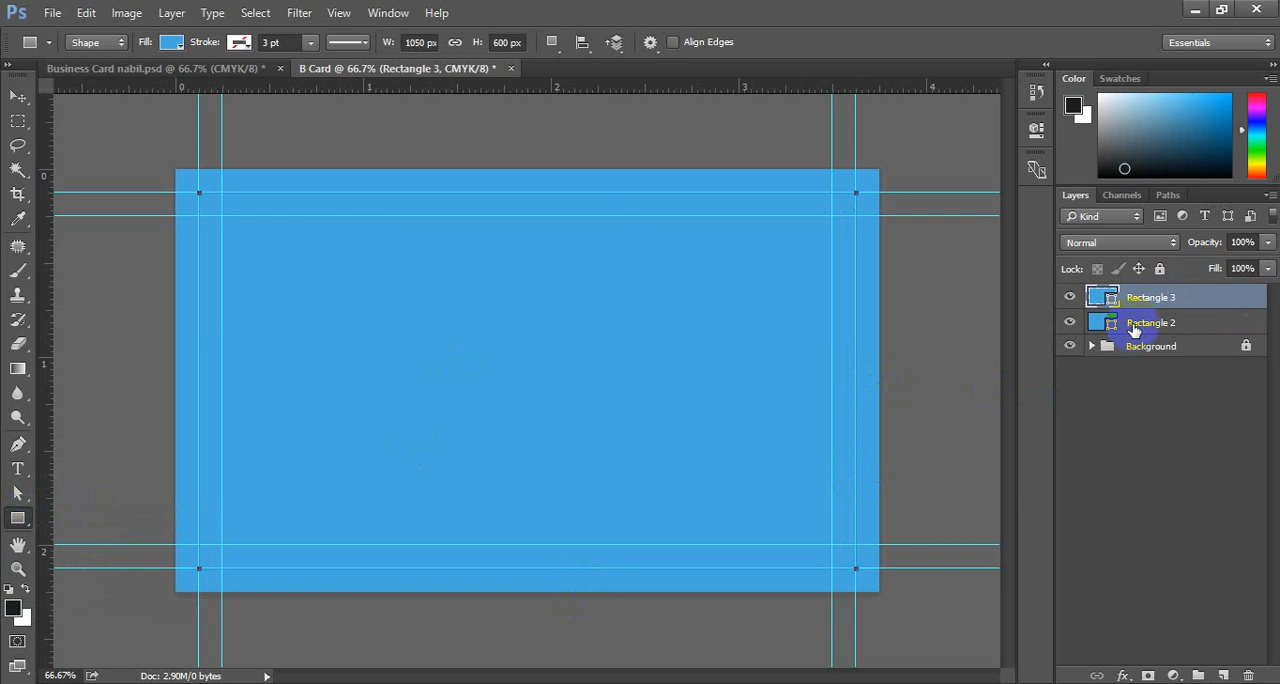 Ps File Edit Image Layer Type Select Filter View Window Help
Shape Fill: Stroke: 3 pt W: 1050 px H: 600 px Align Edges Essentials
Business Card nabil.psd @ 66.7% (CMYK/8) * × B Card @ 66.7% (Rectangle 3, CMYK/8) * ×
Color Swatches
0 1 2 3 4
0
1
2
Layers Channels Paths
Kind
Normal Opacity: 100%
Lock: Fill: 100%
Rectangle 3
Rectangle 2
Background
66.67% Doc: 2.90M/0 bytes